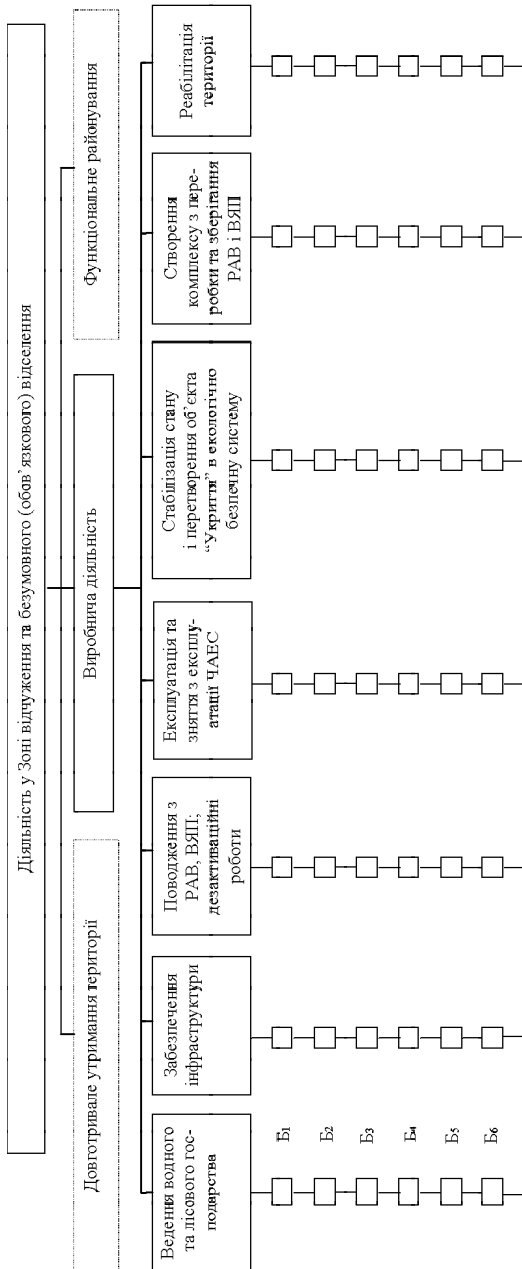 Діяльність у Зоні відчуження та безумовного (обов’язкового) відселення
Довготривале утримання території
Виробнича діяльність
Функціональне районування
Ведення водного
та лісового гос-
подарства
Забезпечення
інфраструктури
Поводження з
РАВ, ВЯП;
дезактиваційні
роботи
Експлуатація та
зняття з експлу-
атації ЧАЕС
Стабілізація стану
і перетворення об’єкта
“Укриття” в екологічно
безпечну систему
Створення
комплексу з пере-
робки та зберігання
РАВ і ВЯП
Реабілітація
території
Б1
Б2
Б3
Б4
Б5
Б6